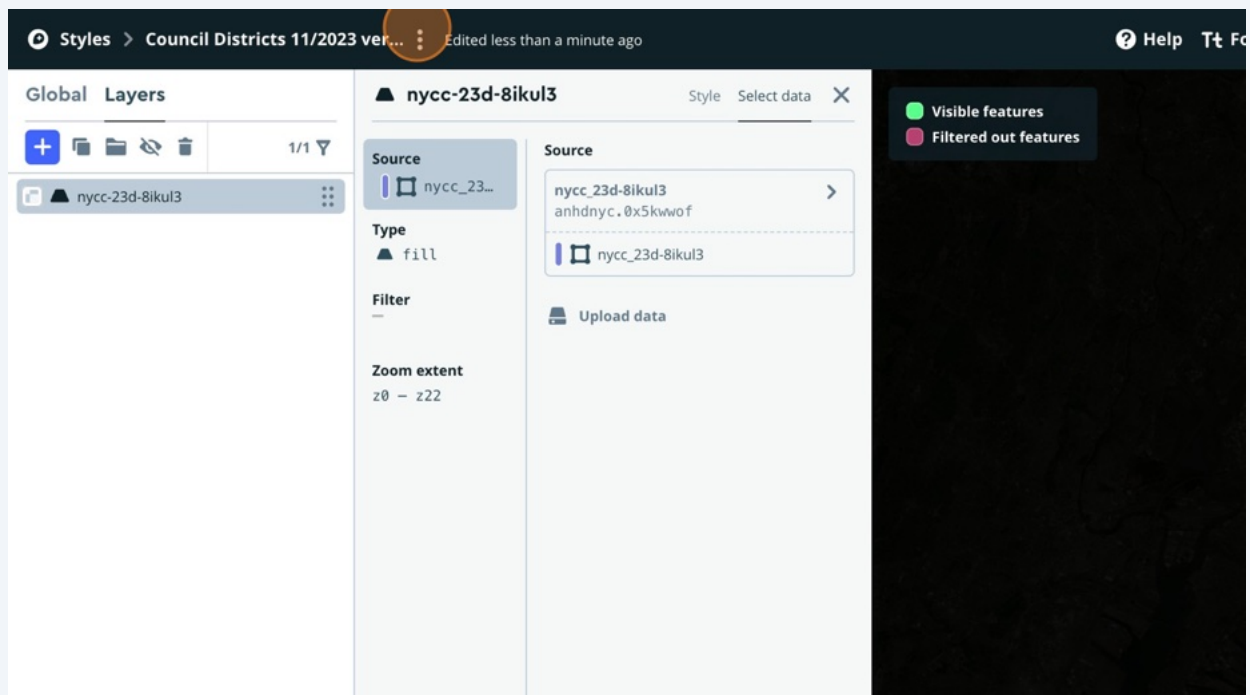 Styles > Council Districts 11/2023 ver... Edited less than a minute ago Help Tt Fo
Global Layers
1/1
nycc-23d-8ikul3
nycc-23d-8ikul3 Style Select data
Source
nycc_23...
Type
fill
Filter
—
Zoom extent
z0 — z22
Source
nycc_23d-8ikul3
anhdnyc.0x5kwwof
nycc_23d-8ikul3
Upload data
Visible features
Filtered out features